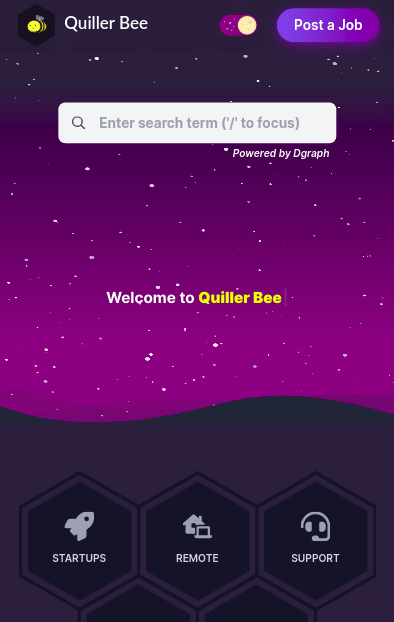 Quiller Bee
Post a Job
Enter search term ('/' to focus)
Powered by Dgraph
Welcome to Quiller Bee
STARTUPS
REMOTE
SUPPORT